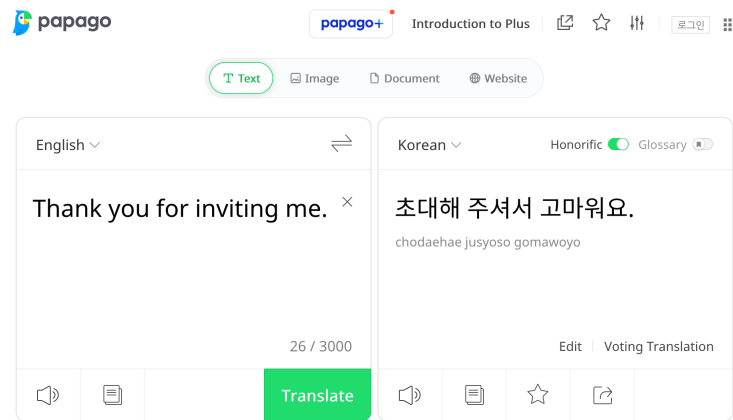 papago
papago+
Introduction to Plus
로그인
Text
Image
Document
Website
English
Thank you for inviting me.
26 / 3000
Translate
Korean
Honorific
Glossary
초대해 주셔서 고마워요.
chodaehae jusyoso gomawoyo
Edit
Voting Translation